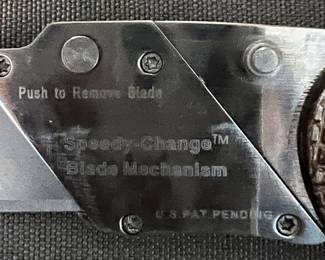 Push to Remove Blade
Speedy-Change™
Blade Mechanism
U.S. PAT PENDING